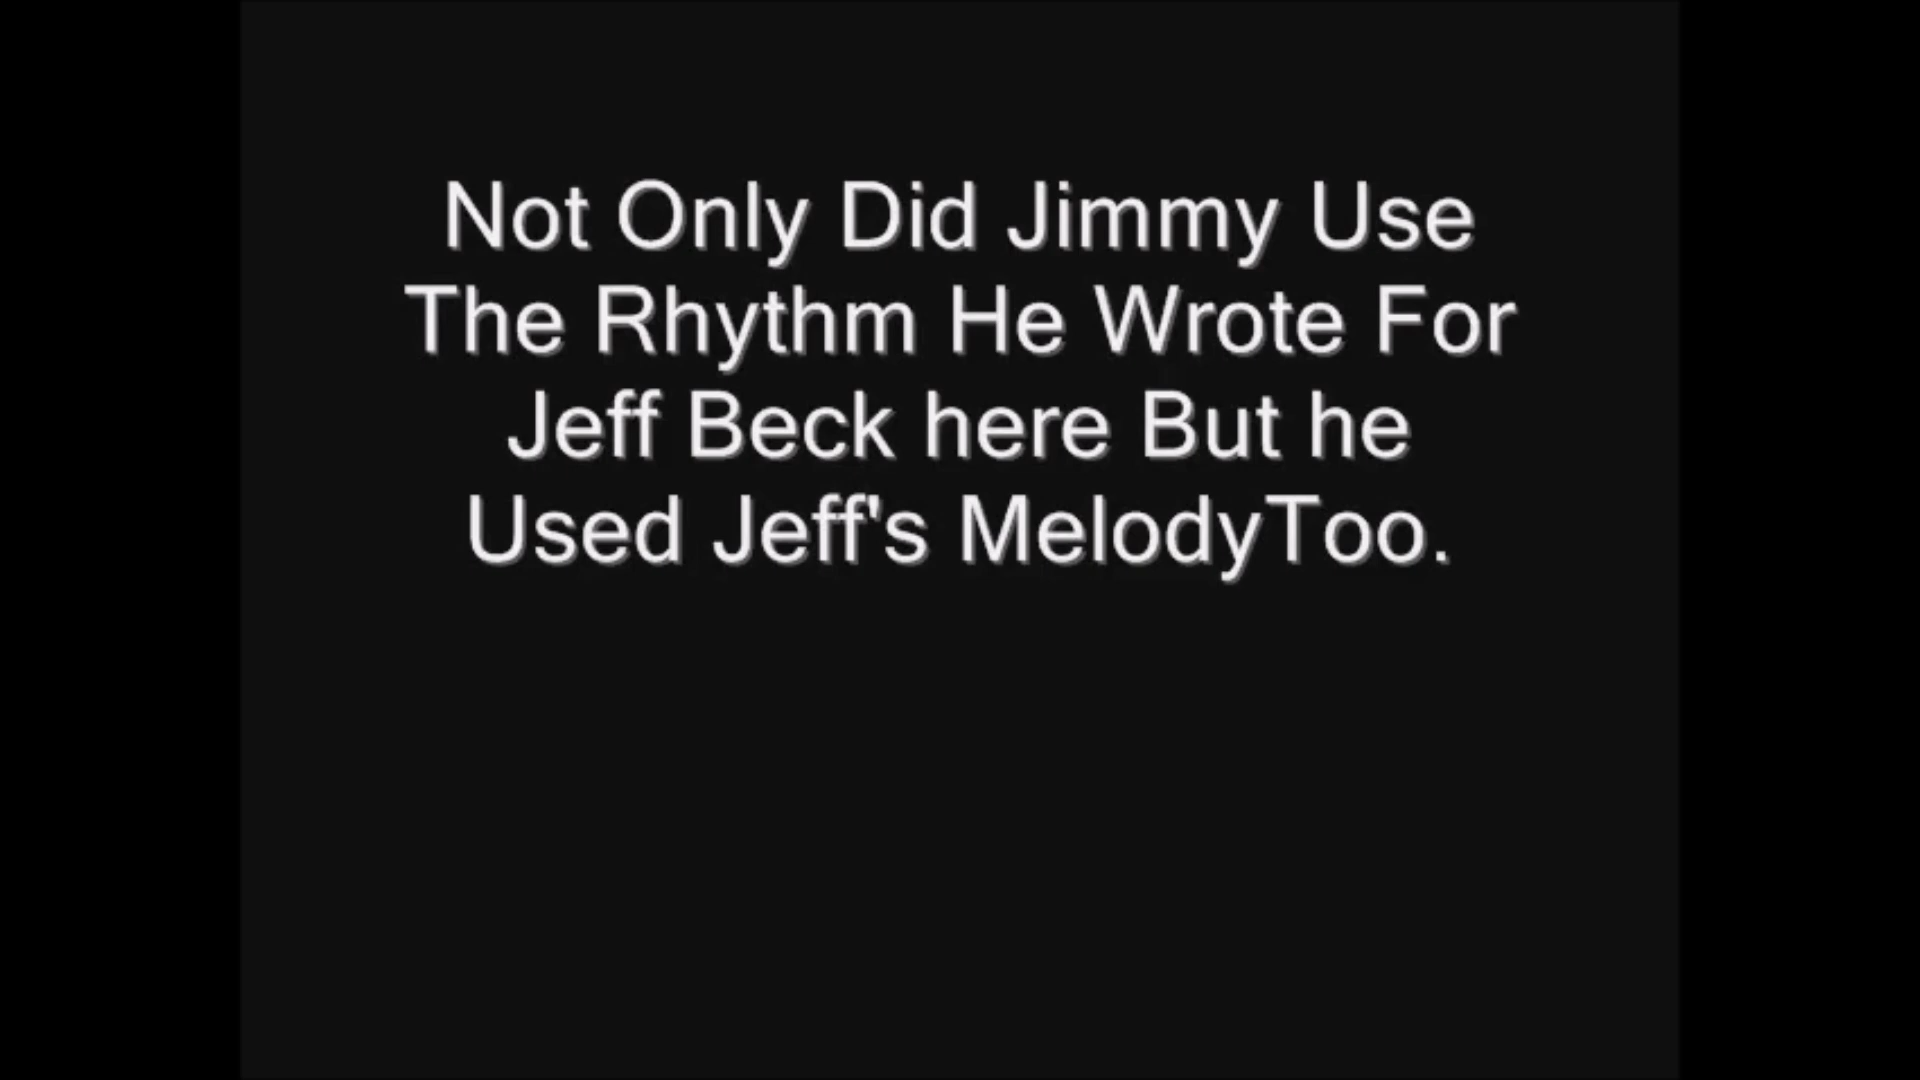 Not Only Did Jimmy Use
The Rhythm He Wrote For
Jeff Beck here But he
Used Jeff's MelodyToo.